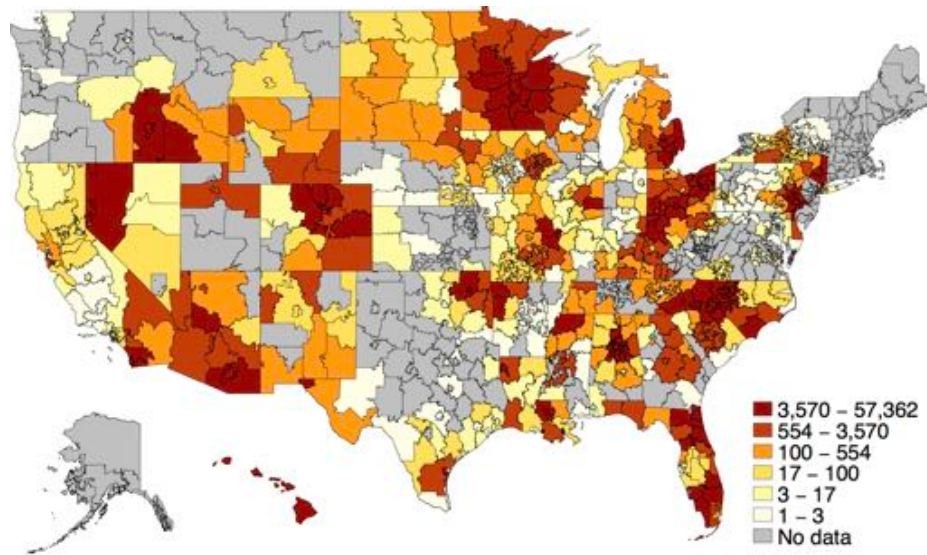 3,570 – 57,362
554 – 3,570
100 – 554
17 – 100
3 – 17
1 – 3
No data